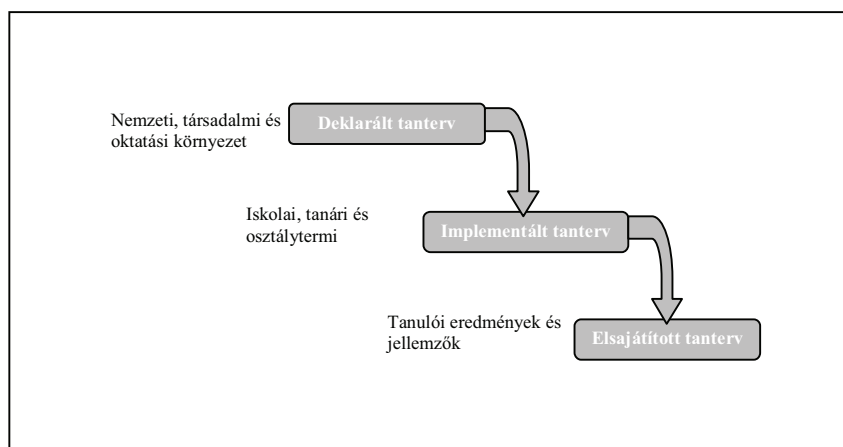 Nemzeti, társadalmi és
oktatási környezet
Deklarált tanterv
Iskolai, tanári és
osztálytermi
Implementált tanterv
Tanulói eredmények és
jellemzők
Elsajátított tanterv